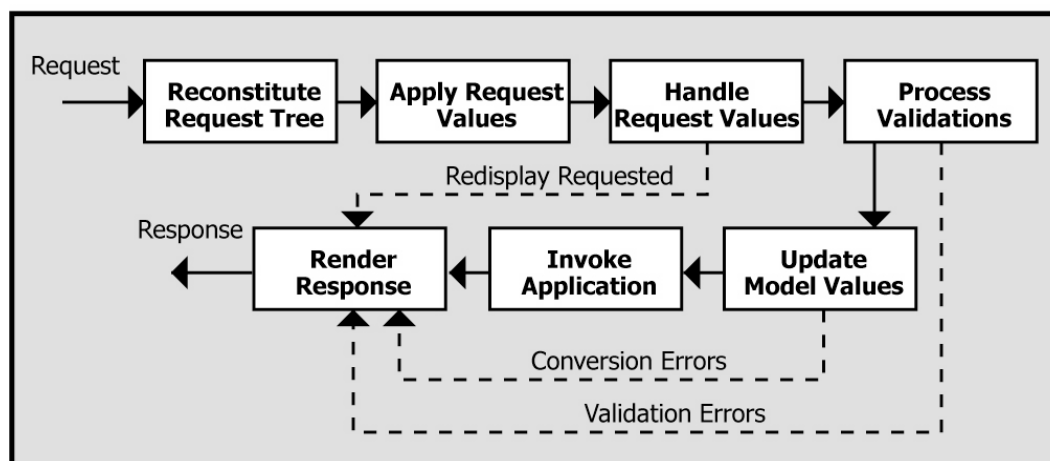 Request
Reconstitute
Request Tree
Apply Request
Values
Handle
Request Values
Process
Validations
Redisplay Requested
Response
Render
Response
Invoke
Application
Update
Model Values
Conversion Errors
Validation Errors